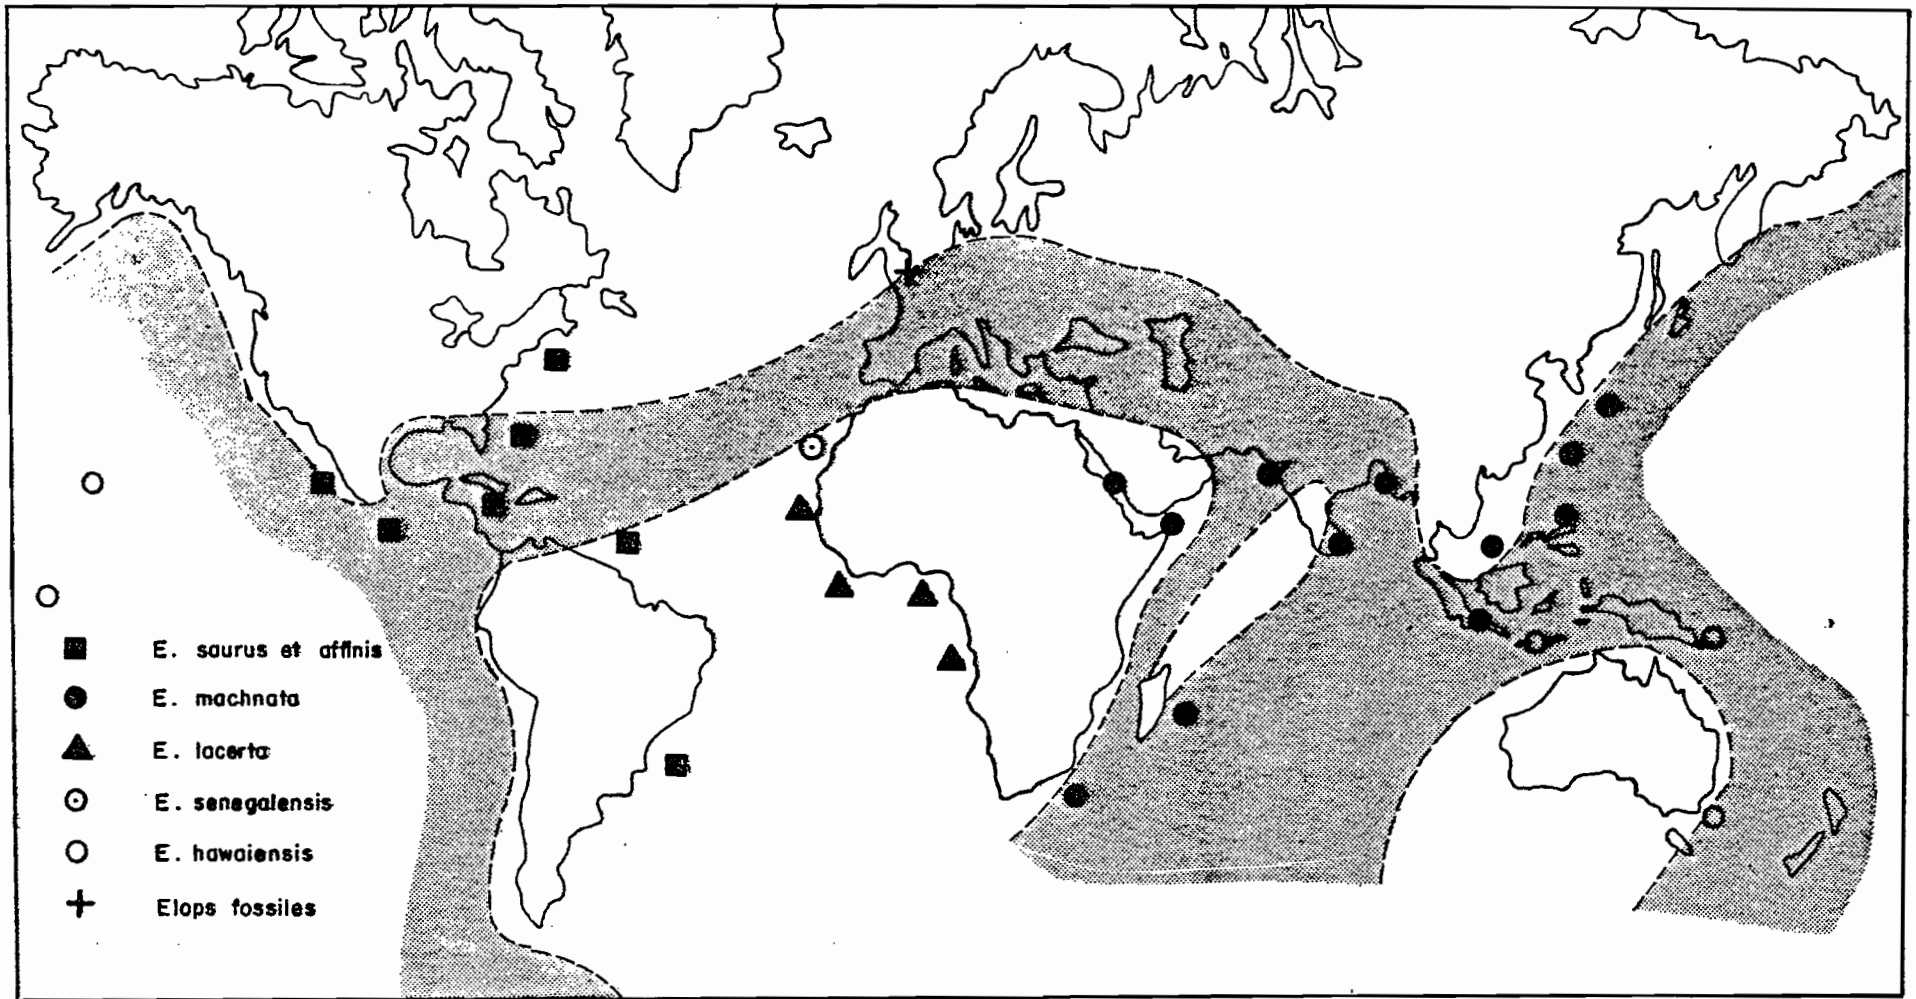 E. saurus et affinis
E. machnata
E. lacerta
E. senegalensis
E. hawaiensis
Elops fossiles